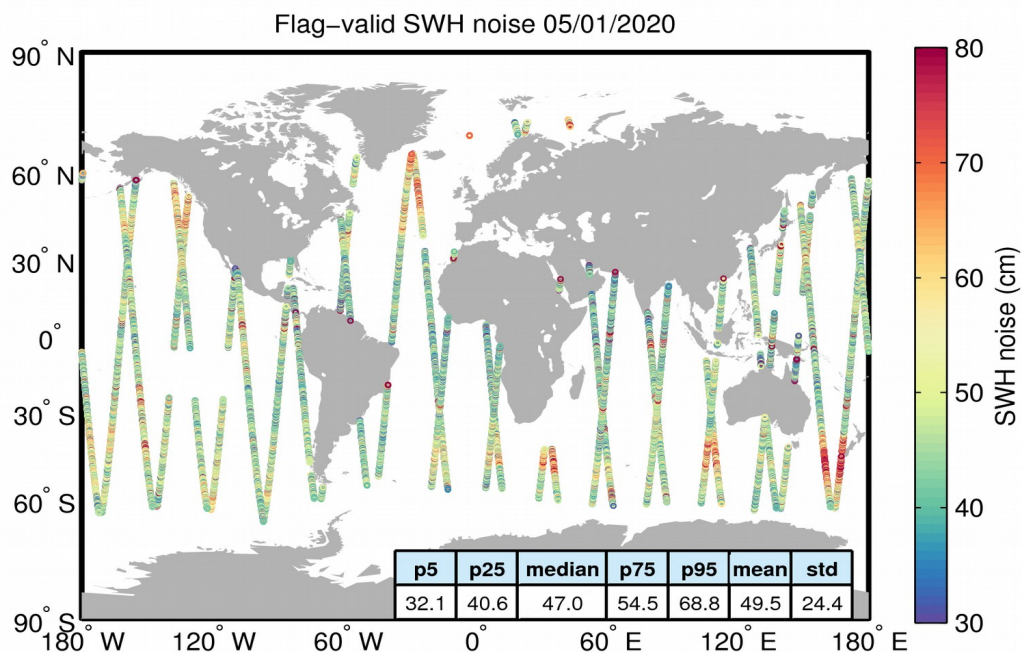 Flag−valid SWH noise 05/01/2020
90° N
60° N
30° N
0°
30° S
60° S
90° S
180° W
120° W
60° W
0°
60° E
120° E
180° E
80
70
60
50
40
30
SWH noise (cm)
p5 p25 median p75 p95 mean std
32.1 40.6 47.0 54.5 68.8 49.5 24.4